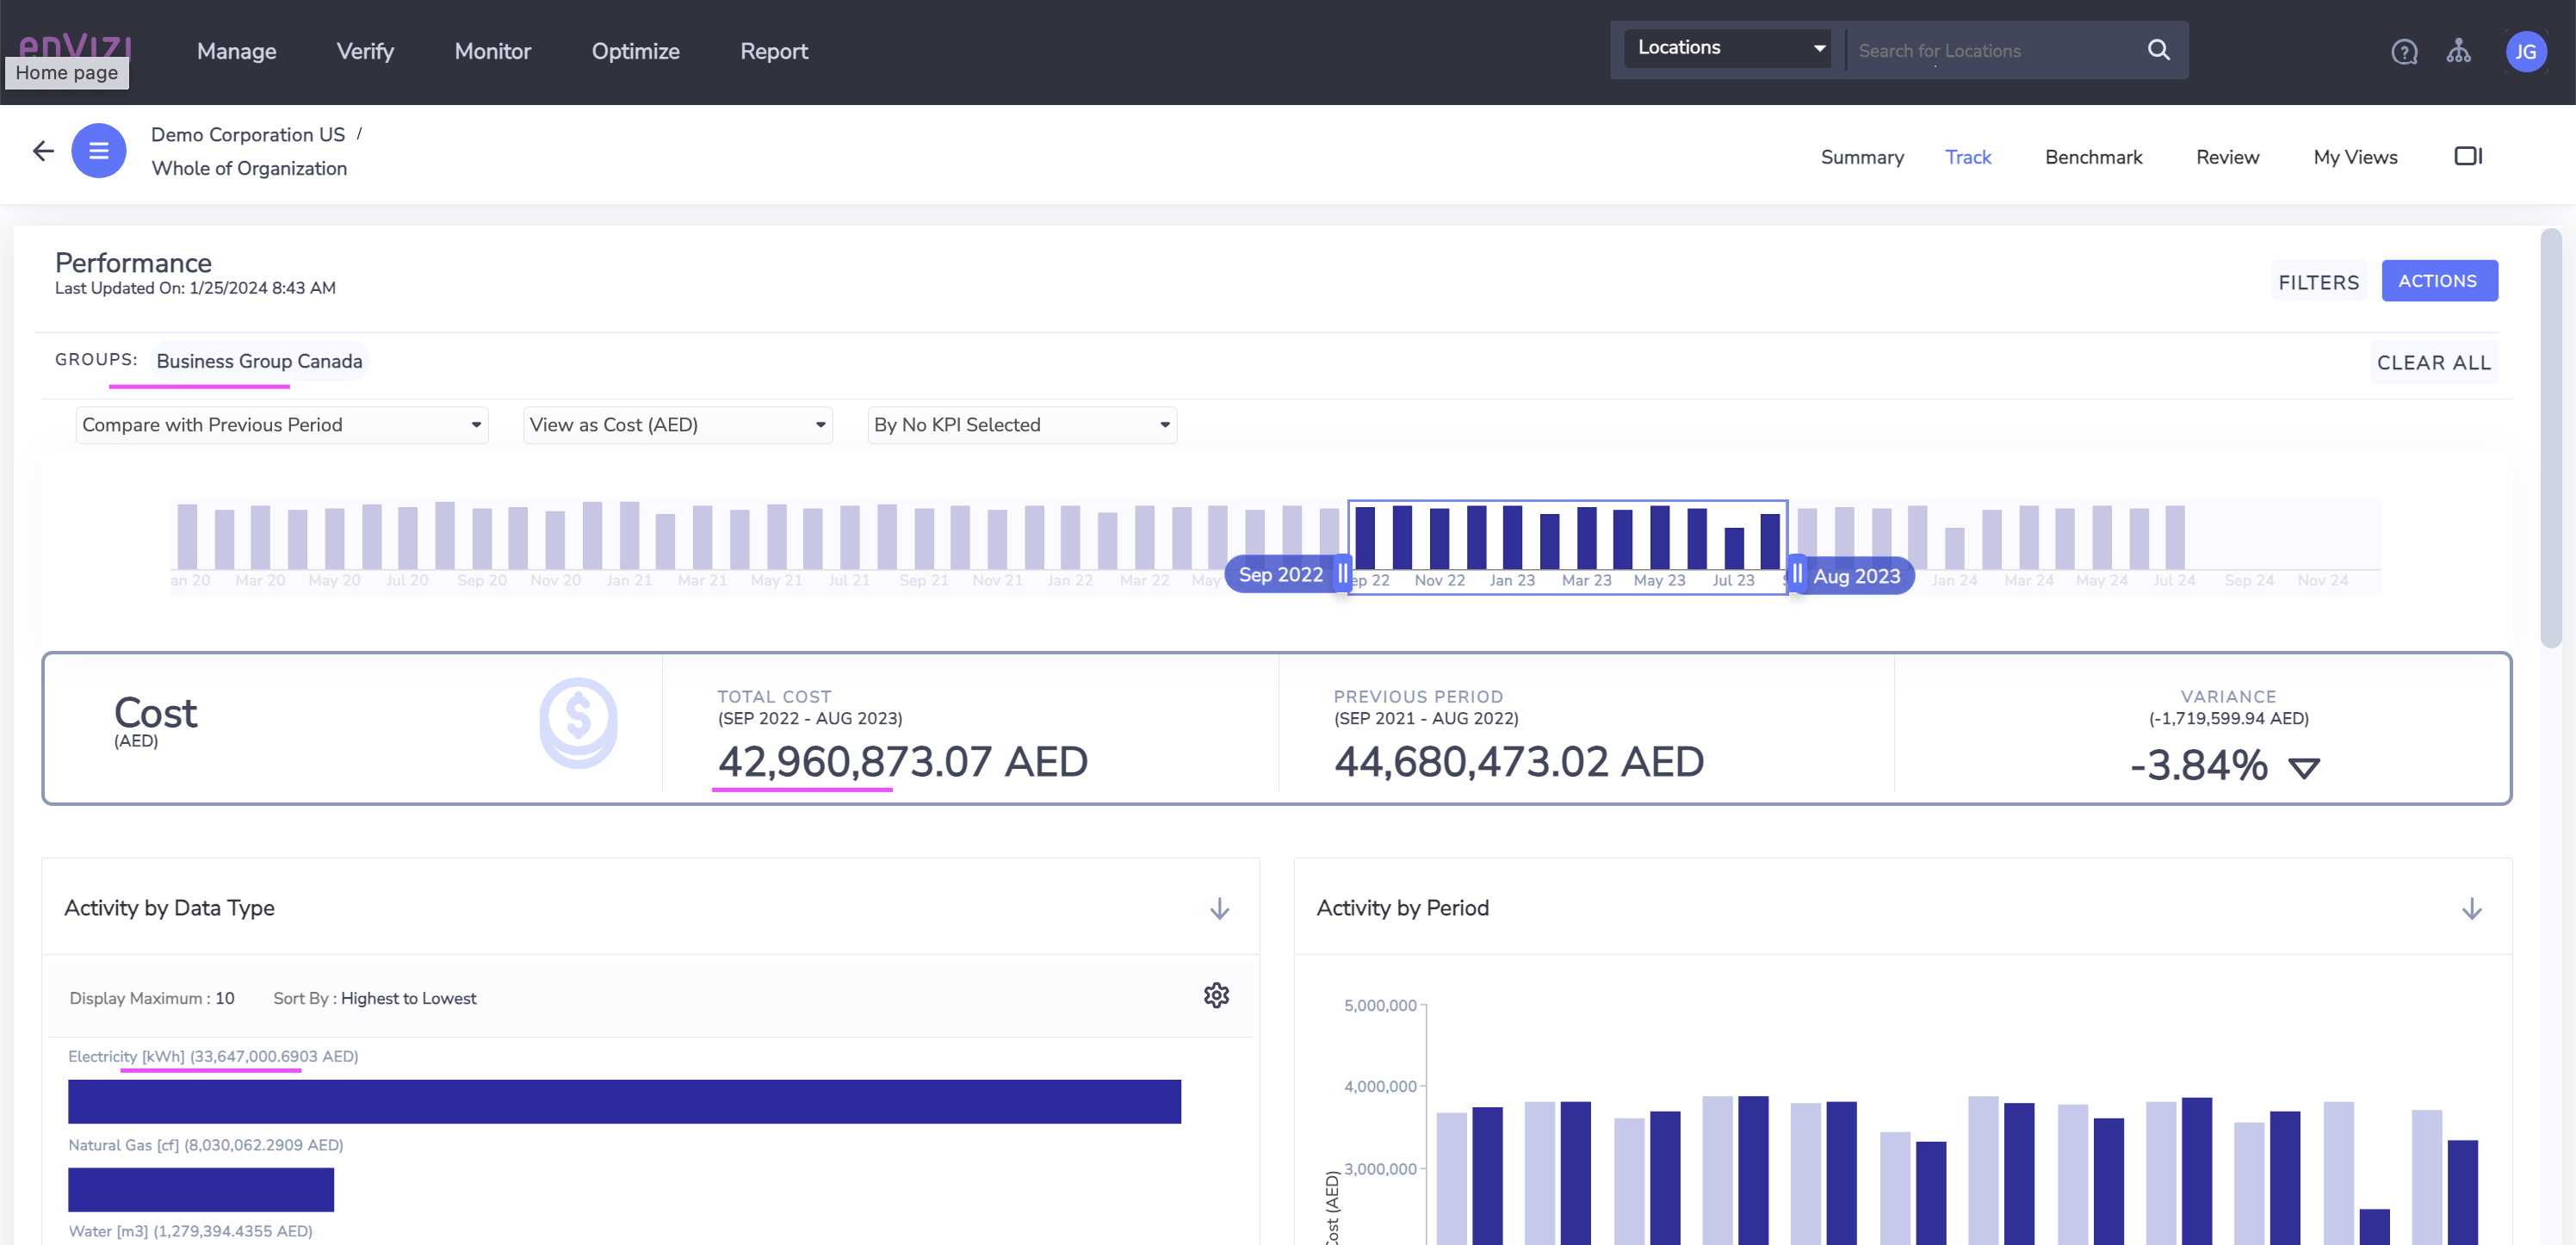 enVizi
Home page
Manage
Verify
Monitor
Optimize
Report
Locations
Search for Locations
JG
Demo Corporation US /
Whole of Organization
Summary
Track
Benchmark
Review
My Views
Performance
Last Updated On: 1/25/2024 8:43 AM
FILTERS
ACTIONS
GROUPS:
Business Group Canada
CLEAR ALL
Compare with Previous Period
View as Cost (AED)
By No KPI Selected
an 20
Mar 20
May 20
Jul 20
Sep 20
Nov 20
Jan 21
Mar 21
May 21
Jul 21
Sep 21
Nov 21
Jan 22
Mar 22
May
Sep 2022
ep 22
Nov 22
Jan 23
Mar 23
May 23
Jul 23
Aug 2023
Jan 24
Mar 24
May 24
Jul 24
Sep 24
Nov 24
Cost
(AED)
TOTAL COST
(SEP 2022 - AUG 2023)
42,960,873.07 AED
PREVIOUS PERIOD
(SEP 2021 - AUG 2022)
44,680,473.02 AED
VARIANCE
(-1,719,599.94 AED)
-3.84%
Activity by Data Type
Display Maximum : 10
Sort By : Highest to Lowest
Electricity [kWh] (33,647,000.6903 AED)
Natural Gas [cf] (8,030,062.2909 AED)
Water [m3] (1,279,394.4355 AED)
Activity by Period
5,000,000
4,000,000
3,000,000
Cost (AED)